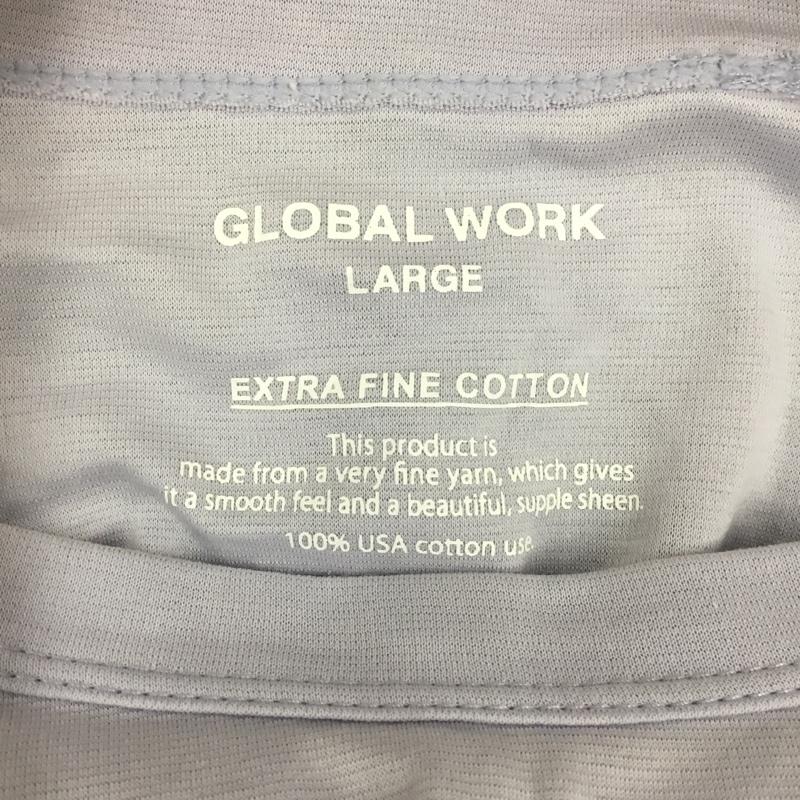 GLOBAL WORK
LARGE
EXTRA FINE COTTON
This product is
made from a very fine yarn, which gives
it a smooth feel and a beautiful, supple sheen.
100% USA cotton use.